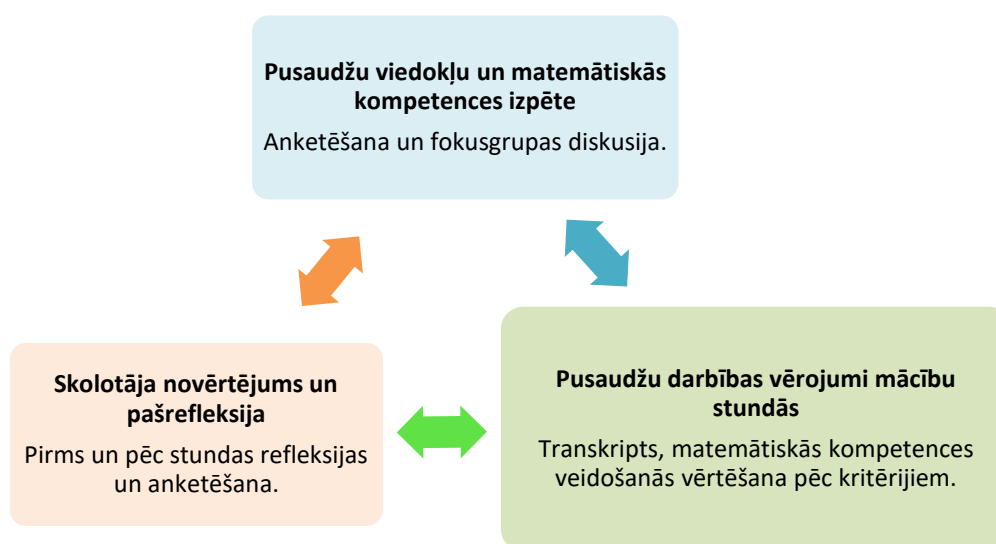 Pusaudžu viedokļu un matemātiskās
kompetences izpēte
Anketēšana un fokusgrupas diskusija.
Skolotāja novērtējums un
pašrefleksija
Pirms un pēc stundas refleksijas
un anketēšana.
Pusaudžu darbības vērojumi mācību
stundās
Transkripts, matemātiskās kompetences
veidošanās vērtēšana pēc kritērijiem.